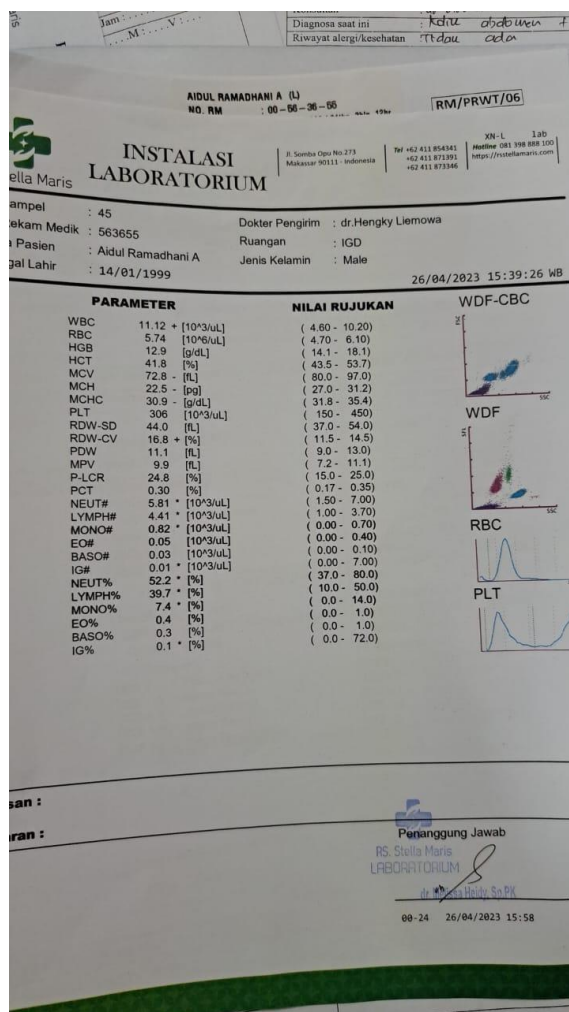 Jam :
M : V :
Diagnosa saat ini : abdomen +
Riwayat alergi/kesehatan Ttdau ada
AIDUL RAMADHANI A (L)
NO. RM : 00-56-36-55
RM/PRWT/06
ella Maris
INSTALASI
LABORATORIUM
Jl. Somba Opu No.273
Makassar 90111 - Indonesia
Tel +62 411 854341
+62 411 871391
+62 411 873346
XN-L lab
Hotline 081 398 888 100
https://rsstellamaris.com
ampel : 45
ekam Medik : 563655
Pasien : Aidul Ramadhani A
gal Lahir : 14/01/1999
Dokter Pengirim : dr.Hengky Liemowa
Ruangan : IGD
Jenis Kelamin : Male
26/04/2023 15:39:26 WB
PARAMETER NILAI RUJUKAN
WBC 11.12 + [10^3/uL] ( 4.60 - 10.20)
RBC 5.74 [10^6/uL] ( 4.70 - 6.10)
HGB 12.9 [g/dL] ( 14.1 - 18.1)
HCT 41.8 [%] ( 43.5 - 53.7)
MCV 72.8 - [fL] ( 80.0 - 97.0)
MCH 22.5 - [pg] ( 27.0 - 31.2)
MCHC 30.9 - [g/dL] ( 31.8 - 35.4)
PLT 306 [10^3/uL] ( 150 - 450)
RDW-SD 44.0 [fL] ( 37.0 - 54.0)
RDW-CV 16.8 + [%] ( 11.5 - 14.5)
PDW 11.1 [fL] ( 9.0 - 13.0)
MPV 9.9 [fL] ( 7.2 - 11.1)
P-LCR 24.8 [%] ( 15.0 - 25.0)
PCT 0.30 [%] ( 0.17 - 0.35)
NEUT# 5.81 * [10^3/uL] ( 1.50 - 7.00)
LYMPH# 4.41 * [10^3/uL] ( 1.00 - 3.70)
MONO# 0.82 * [10^3/uL] ( 0.00 - 0.70)
EO# 0.05 [10^3/uL] ( 0.00 - 0.40)
BASO# 0.03 [10^3/uL] ( 0.00 - 0.10)
IG# 0.01 * [10^3/uL] ( 0.00 - 7.00)
NEUT% 52.2 * [%] ( 37.0 - 80.0)
LYMPH% 39.7 * [%] ( 10.0 - 50.0)
MONO% 7.4 * [%] ( 0.0 - 14.0)
EO% 0.4 [%] ( 0.0 - 1.0)
BASO% 0.3 [%] ( 0.0 - 1.0)
IG% 0.1 * [%] ( 0.0 - 72.0)
WDF-CBC
SSC
WDF
SSC
RBC
PLT
san :
ran :
Penanggung Jawab
RS. Stella Maris
LABORATORIUM
Heidy, Sp.PK
00-24 26/04/2023 15:58